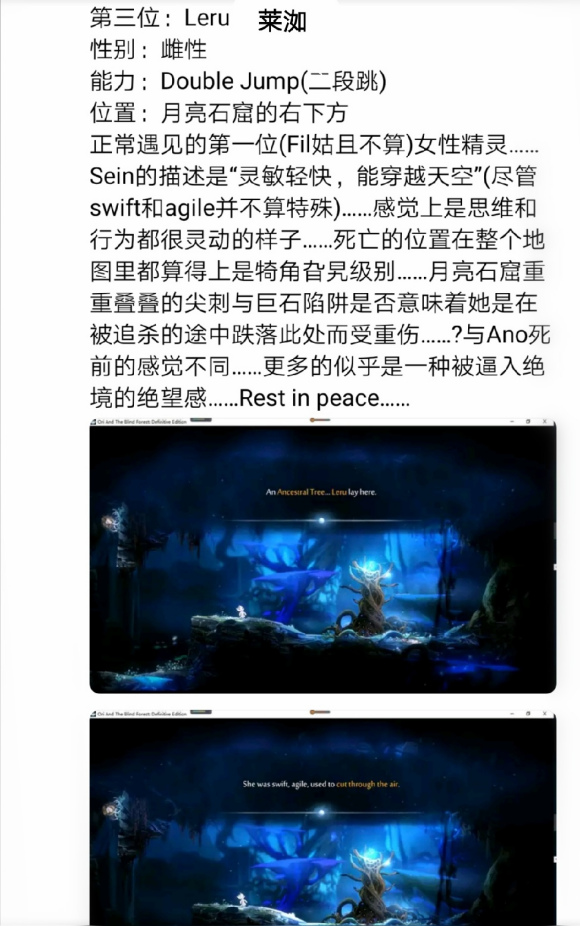 第三位：Leru 莱洳
性别：雌性
能力：Double Jump(二段跳)
位置：月亮石窟的右下方
正常遇见的第一位(Fil姑且不算)女性精灵……
Sein的描述是“灵敏轻快，能穿越天空”(尽管
swift和agile并不算特殊)……感觉上是思维和
行为都很灵动的样子……死亡的位置在整个地
图里都算得上是犄角旮旯级别……月亮石窟重
重叠叠的尖刺与巨石陷阱是否意味着她是在
被追杀的途中跌落此处而受重伤……?与Ano死
前的感觉不同……更多的似乎是一种被逼入绝
境的绝望感……Rest in peace……
Ori And The Blind Forest: Definitive Edition
An Ancestral Tree... Leru lay here.
Ori And The Blind Forest: Definitive Edition
She was swift, agile, used to cut through the air.